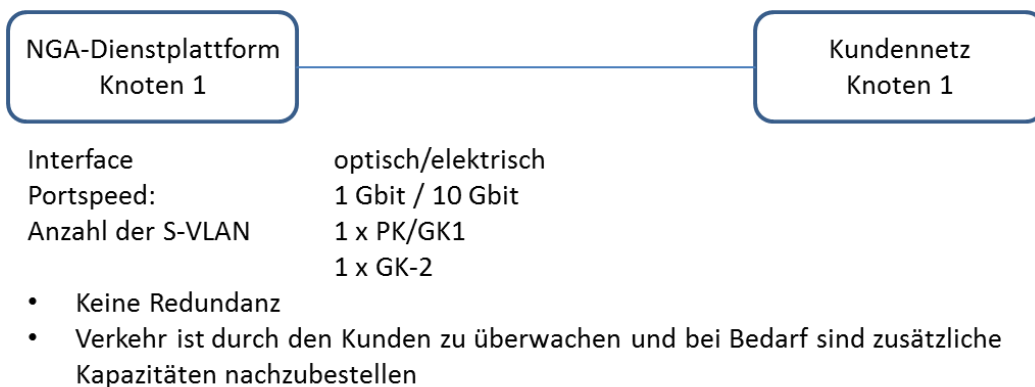 NGA-Dienstplattform
Knoten 1
Kundennetz
Knoten 1
Interface optisch/elektrisch
Portspeed: 1 Gbit / 10 Gbit
Anzahl der S-VLAN 1 x PK/GK1
1 x GK-2
• Keine Redundanz
• Verkehr ist durch den Kunden zu überwachen und bei Bedarf sind zusätzliche
Kapazitäten nachzubestellen